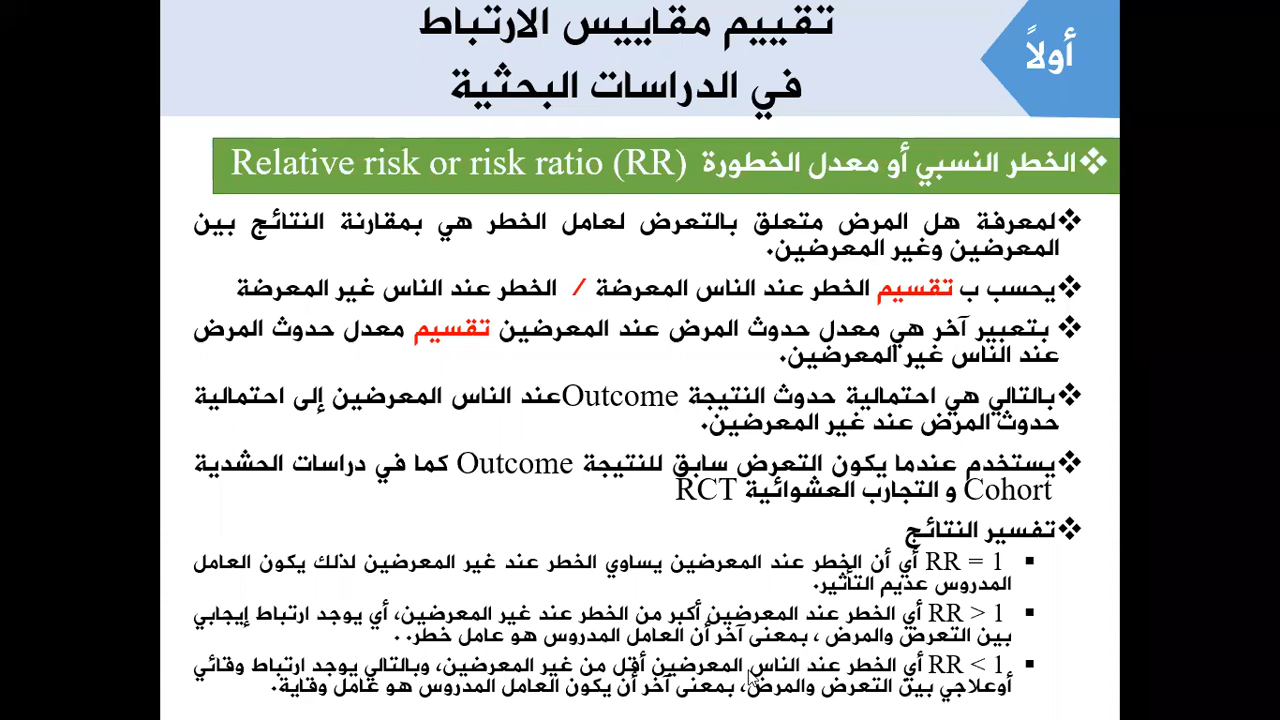 أولاً
تقييم مقاييس الارتباط
في الدراسات البحثية
❖الخطر النسبي أو معدل الخطورة Relative risk or risk ratio (RR)
❖لمعرفة هل المرض متعلق بالتعرض لعامل الخطر هي بمقارنة النتائج بين
المعرضين وغير المعرضين.
❖يحسب ب تقسيم الخطر عند الناس المعرضة / الخطر عند الناس غير المعرضة
❖ بتعبير آخر هي معدل حدوث المرض عند المعرضين تقسيم معدل حدوث المرض
عند الناس غير المعرضين.
❖بالتالي هي احتمالية حدوث النتيجة Outcomeعند الناس المعرضين إلى احتمالية
حدوث المرض عند غير المعرضين.
❖يستخدم عندما يكون التعرض سابق للنتيجة Outcome كما في دراسات الحشدية
Cohort و التجارب العشوائية RCT
❖تفسير النتائج
▪ RR = 1 أي أن الخطر عند المعرضين يساوي الخطر عند غير المعرضين لذلك يكون العامل
المدروس عديم التأثير.
▪ RR > 1 أي الخطر عند المعرضين أكبر من الخطر عند غير المعرضين، أي يوجد ارتباط إيجابي
بين التعرض والمرض ، بمعنى آخر أن العامل المدروس هو عامل خطر. .
▪ RR < 1 أي الخطر عند الناس المعرضين أقل من غير المعرضين، وبالتالي يوجد ارتباط وقائي
أوعلاجي بين التعرض والمرض، بمعنى آخر أن يكون العامل المدروس هو عامل وقاية.